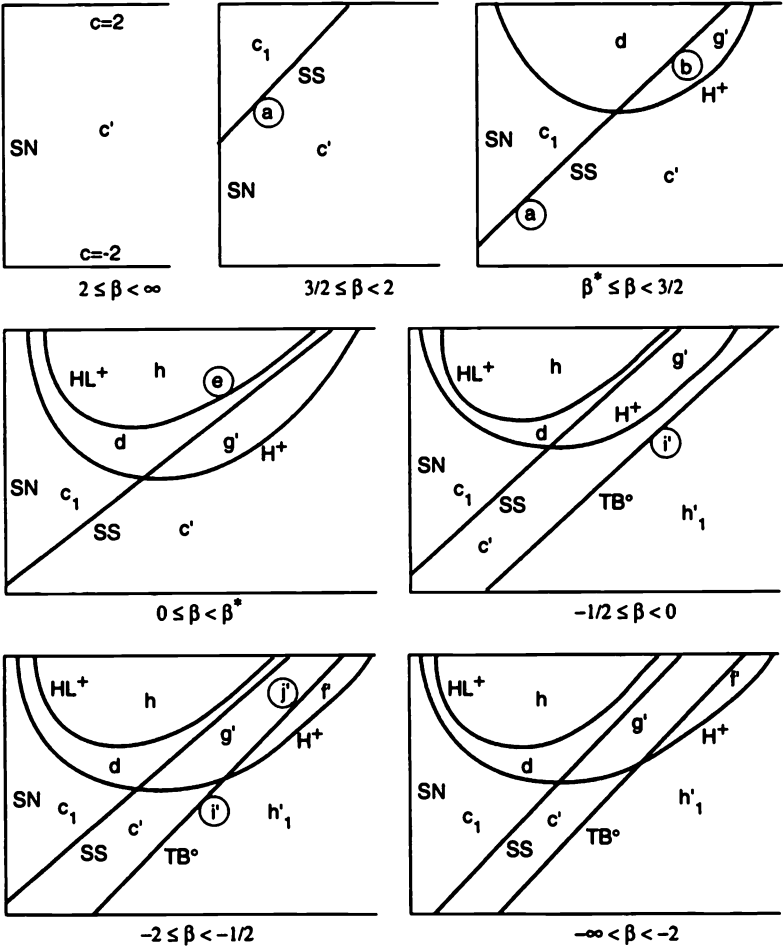 c=2
c'
SN
c=-2
2 ≤ β < ∞
c₁
SS
a
c'
SN
3/2 ≤ β < 2
d
g'
b
H⁺
SN
c₁
SS
c'
a
β* ≤ β < 3/2
HL⁺
h
e
d
g'
H⁺
SN
c₁
SS
c'
0 ≤ β < β*
HL⁺
h
g'
H⁺
d
i'
SN
c₁
SS
TB°
h'₁
c'
-1/2 ≤ β < 0
HL⁺
h
j'
f'
g'
H⁺
d
SN
c₁
c'
i'
h'₁
SS
TB°
-2 ≤ β < -1/2
HL⁺
h
f'
g'
H⁺
d
SN
c₁
c'
h'₁
SS
TB°
-∞ < β < -2